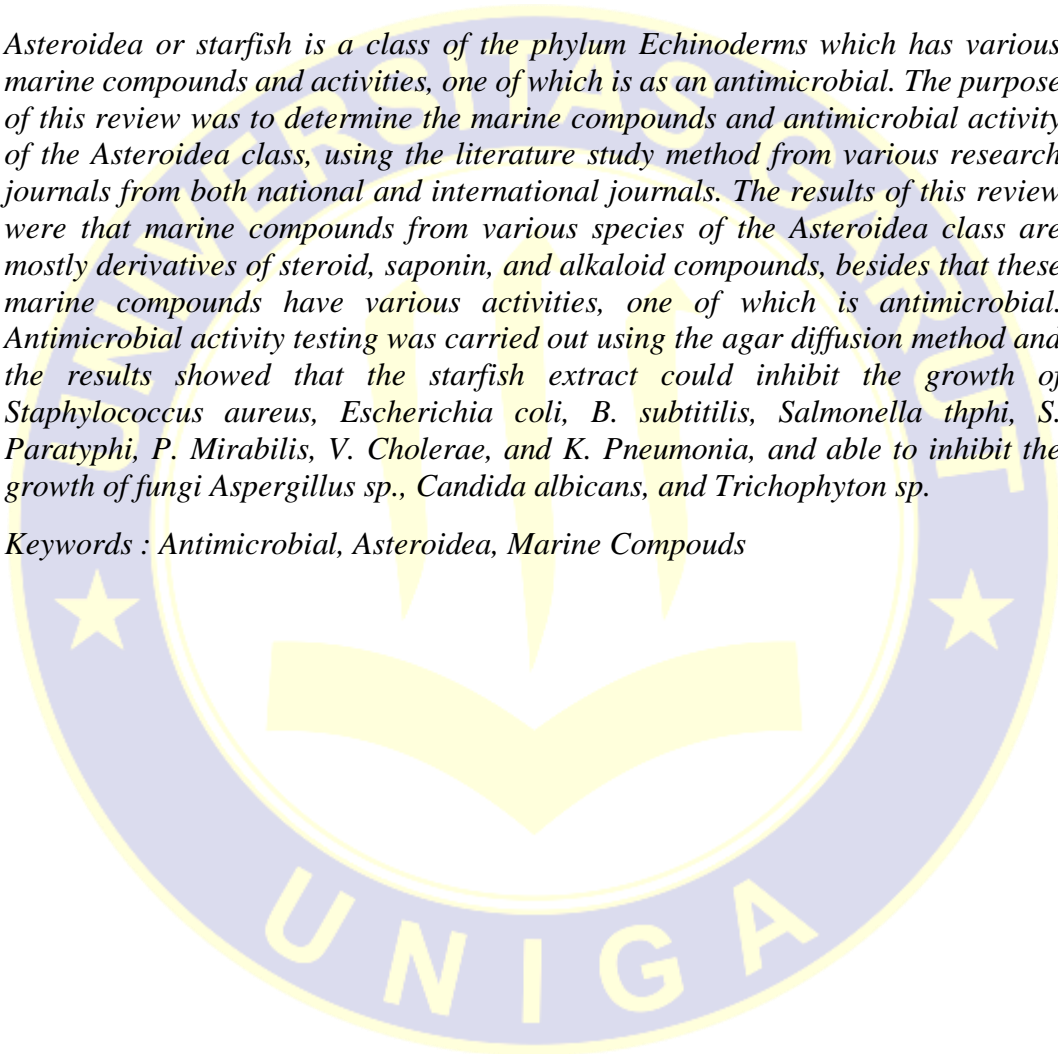 Asteroidea or starfish is a class of the phylum Echinoderms which has various
marine compounds and activities, one of which is as an antimicrobial. The purpose
of this review was to determine the marine compounds and antimicrobial activity
of the Asteroidea class, using the literature study method from various research
journals from both national and international journals. The results of this review
were that marine compounds from various species of the Asteroidea class are
mostly derivatives of steroid, saponin, and alkaloid compounds, besides that these
marine compounds have various activities, one of which is antimicrobial.
Antimicrobial activity testing was carried out using the agar diffusion method and
the results showed that the starfish extract could inhibit the growth of
Staphylococcus aureus, Escherichia coli, B. subtitilis, Salmonella thphi, S.
Paratyphi, P. Mirabilis, V. Cholerae, and K. Pneumonia, and able to inhibit the
growth of fungi Aspergillus sp., Candida albicans, and Trichophyton sp.
Keywords : Antimicrobial, Asteroidea, Marine Compouds
UNIVERSITAS GARUT
UNIGA